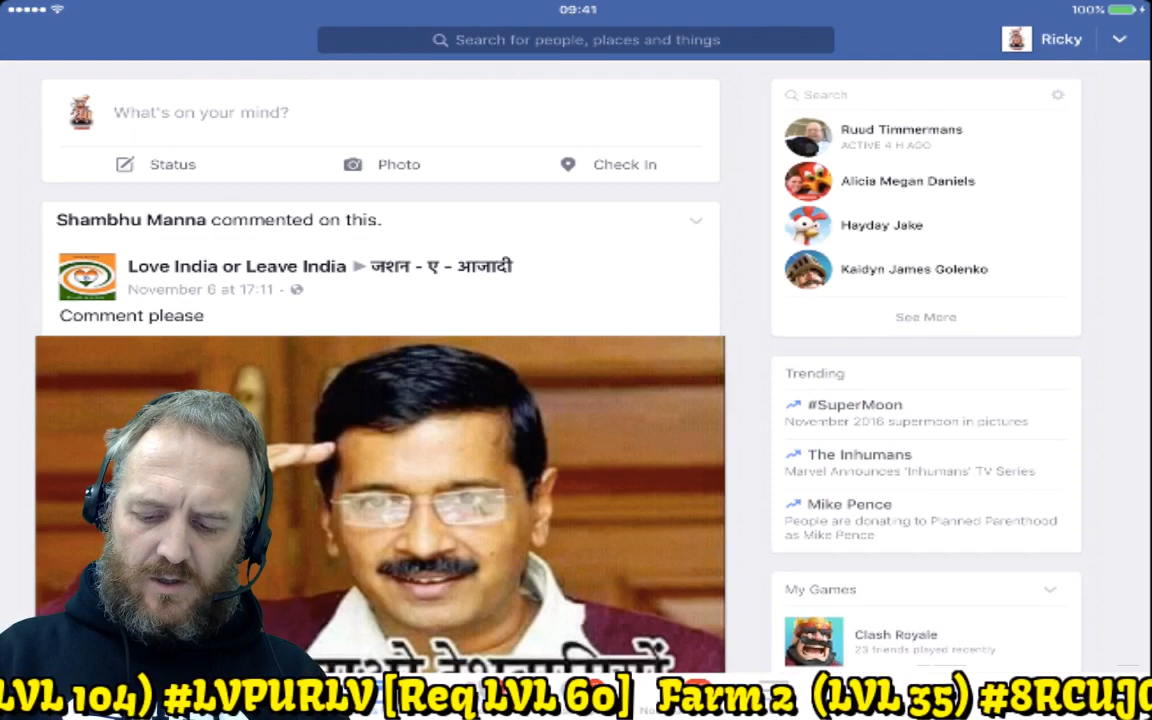 09:41
100%
Search for people, places and things
Ricky
What's on your mind?
Status
Photo
Check In
Shambhu Manna commented on this.
Love India or Leave India ▶ जशन - ए - आजादी
November 6 at 17:11
Comment please
Search
Ruud Timmermans
ACTIVE 4 H AGO
Alicia Megan Daniels
Hayday Jake
Kaidyn James Golenko
See More
Trending
#SuperMoon
November 2016 supermoon in pictures
The Inhumans
Marvel Announces 'Inhumans' TV Series
Mike Pence
People are donating to Planned Parenthood
as Mike Pence
My Games
Clash Royale
23 friends played recently
LVL 104) #LVPURLV [Req LVL 60] Farm 2 (LVL 35) #8RCUJ